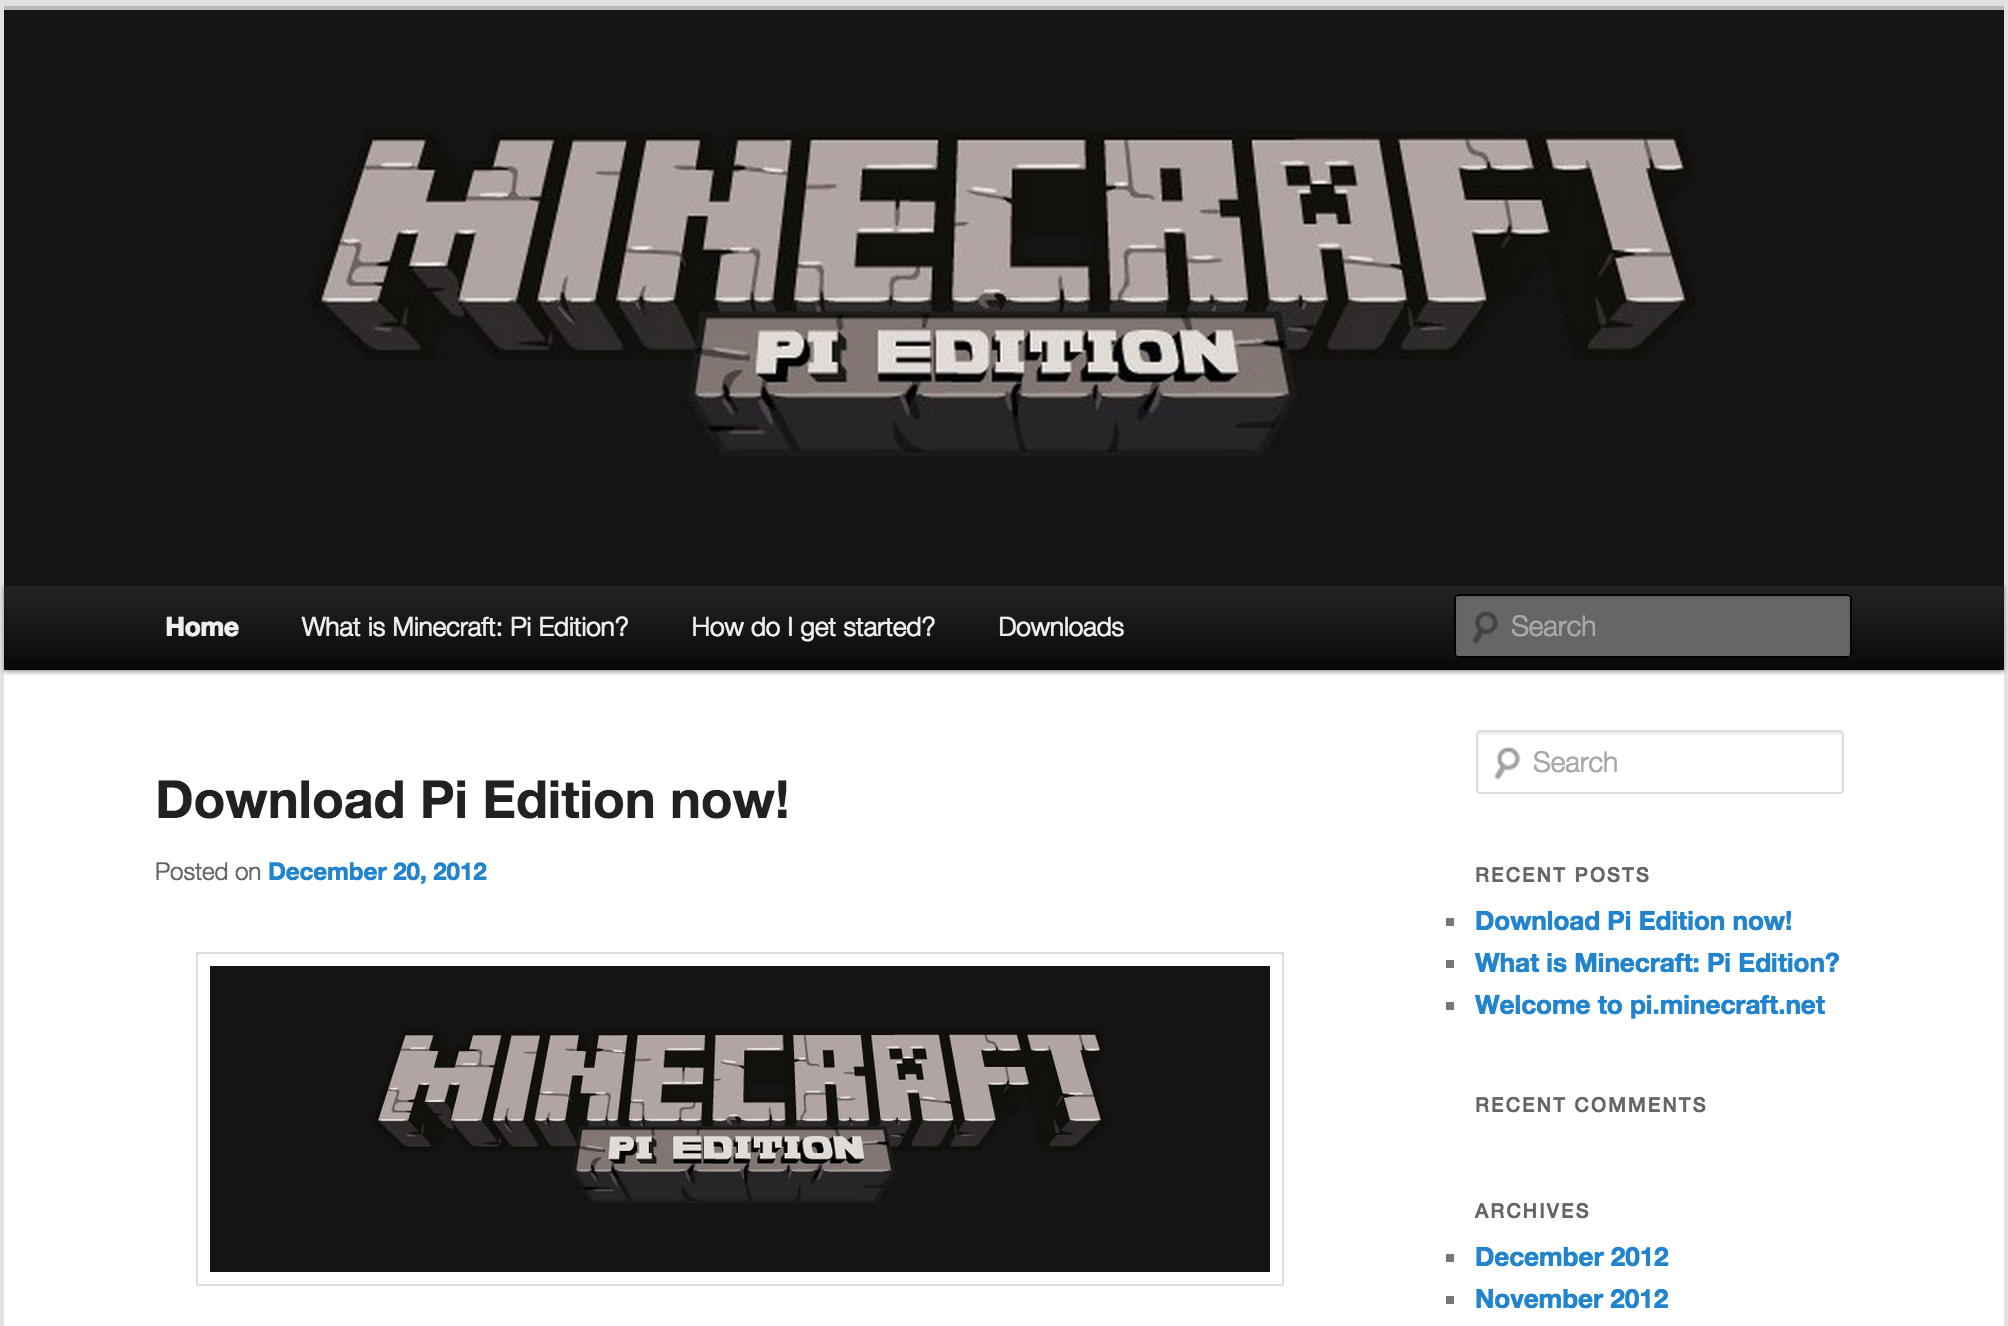 MINECRAFT
PI EDITION
Home What is Minecraft: Pi Edition? How do I get started? Downloads Search
Download Pi Edition now!
Posted on December 20, 2012
MINECRAFT
PI EDITION
Search
RECENT POSTS
Download Pi Edition now!
What is Minecraft: Pi Edition?
Welcome to pi.minecraft.net
RECENT COMMENTS
ARCHIVES
December 2012
November 2012